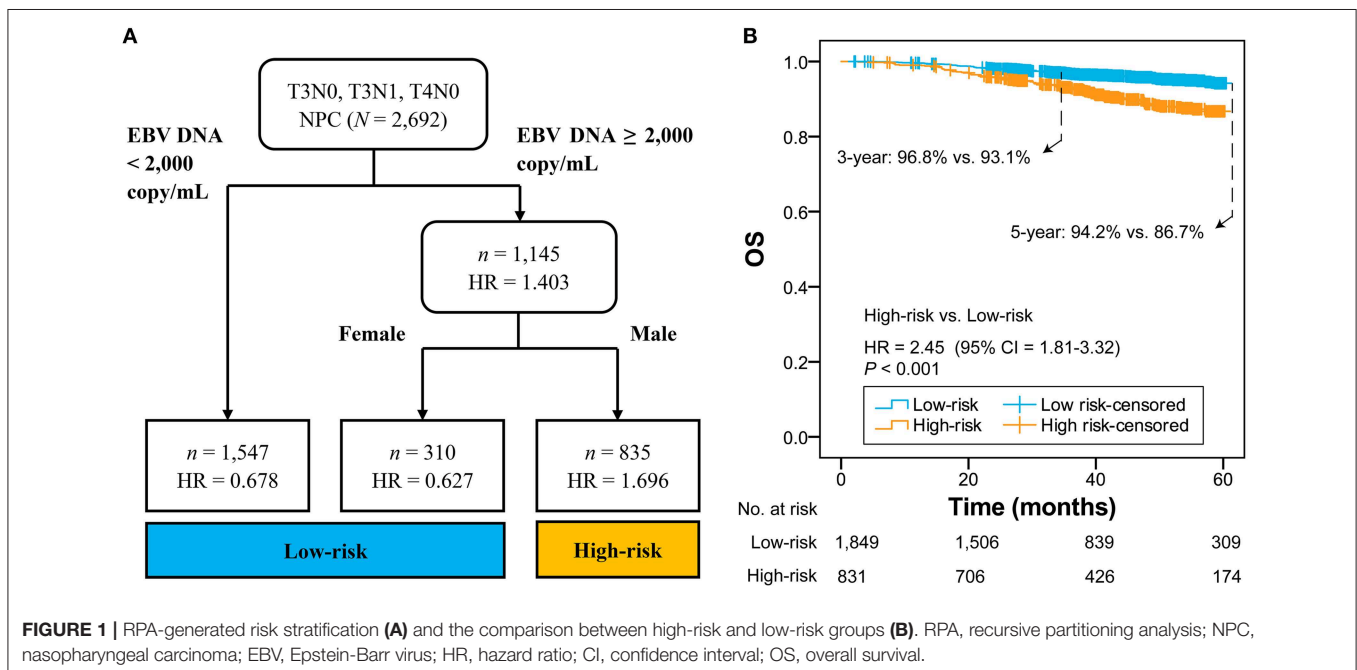 A
T3N0, T3N1, T4N0
NPC (N = 2,692)
EBV DNA
< 2,000
copy/mL
EBV DNA ≥ 2,000
copy/mL
n = 1,145
HR = 1.403
Female
Male
n = 1,547
HR = 0.678
n = 310
HR = 0.627
n = 835
HR = 1.696
Low-risk
High-risk
B
OS
1.0
0.8
0.6
0.4
0.2
0.0
3-year: 96.8% vs. 93.1%
5-year: 94.2% vs. 86.7%
High-risk vs. Low-risk
HR = 2.45 (95% CI = 1.81-3.32)
P < 0.001
Low-risk
Low risk-censored
High-risk
High risk-censored
0 20 40 60
Time (months)
No. at risk
Low-risk 1,849 1,506 839 309
High-risk 831 706 426 174
FIGURE 1 | RPA-generated risk stratification (A) and the comparison between high-risk and low-risk groups (B). RPA, recursive partitioning analysis; NPC,
nasopharyngeal carcinoma; EBV, Epstein-Barr virus; HR, hazard ratio; CI, confidence interval; OS, overall survival.